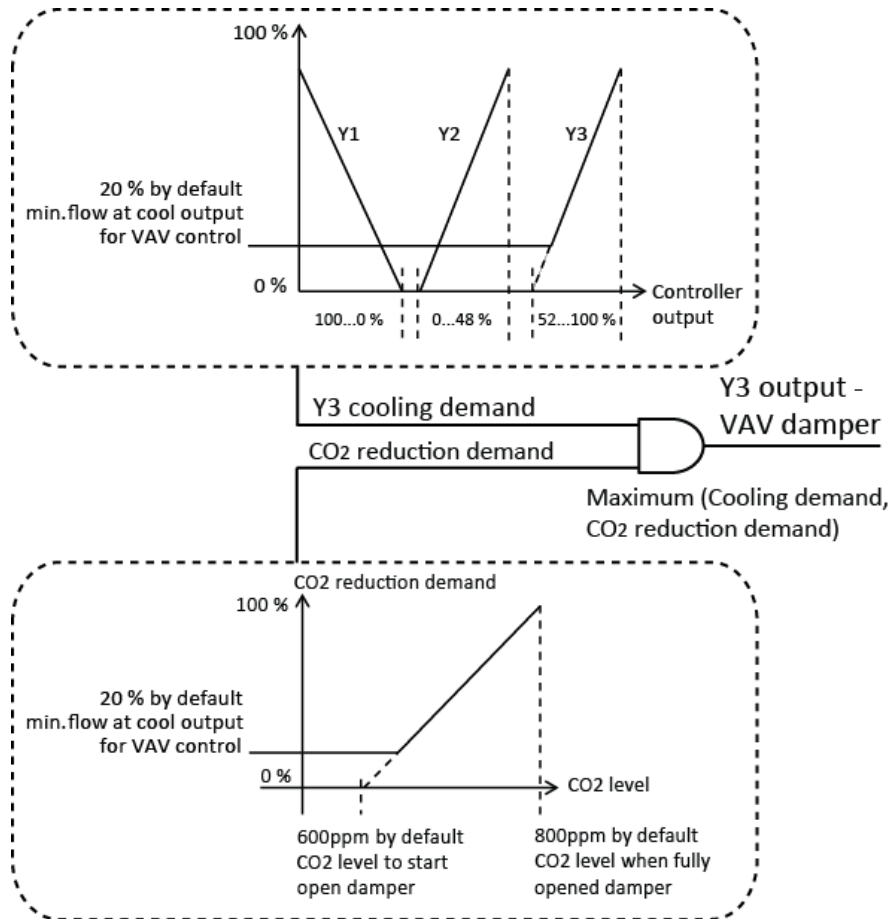 100 %
Y1
Y2
Y3
20 % by default
min.flow at cool output
for VAV control
0 %
Controller
output
100...0 %
0...48 %
52...100 %
Y3 cooling demand
Y3 output -
VAV damper
CO2 reduction demand
Maximum (Cooling demand,
CO2 reduction demand)
CO2 reduction demand
100 %
20 % by default
min.flow at cool output
for VAV control
0 %
CO2 level
600ppm by default
CO2 level to start
open damper
800ppm by default
CO2 level when fully
opened damper